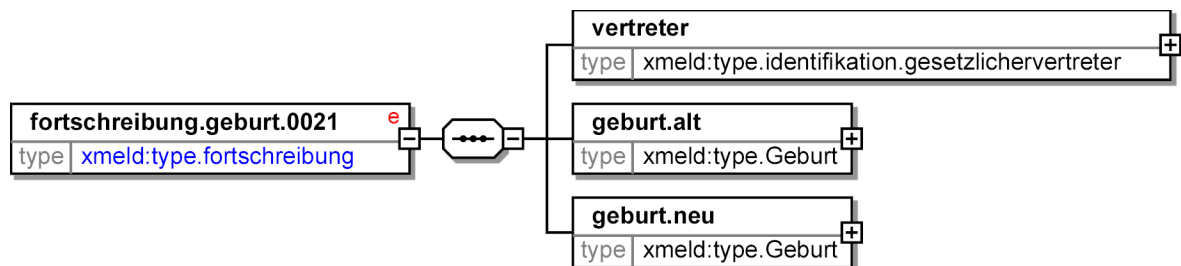 vertreter
type xmeld:type.identifikation.gesetzlichervertreter
fortschreibung.geburt.0021 e
type xmeld:type.fortschreibung
geburt.alt
type xmeld:type.Geburt
geburt.neu
type xmeld:type.Geburt